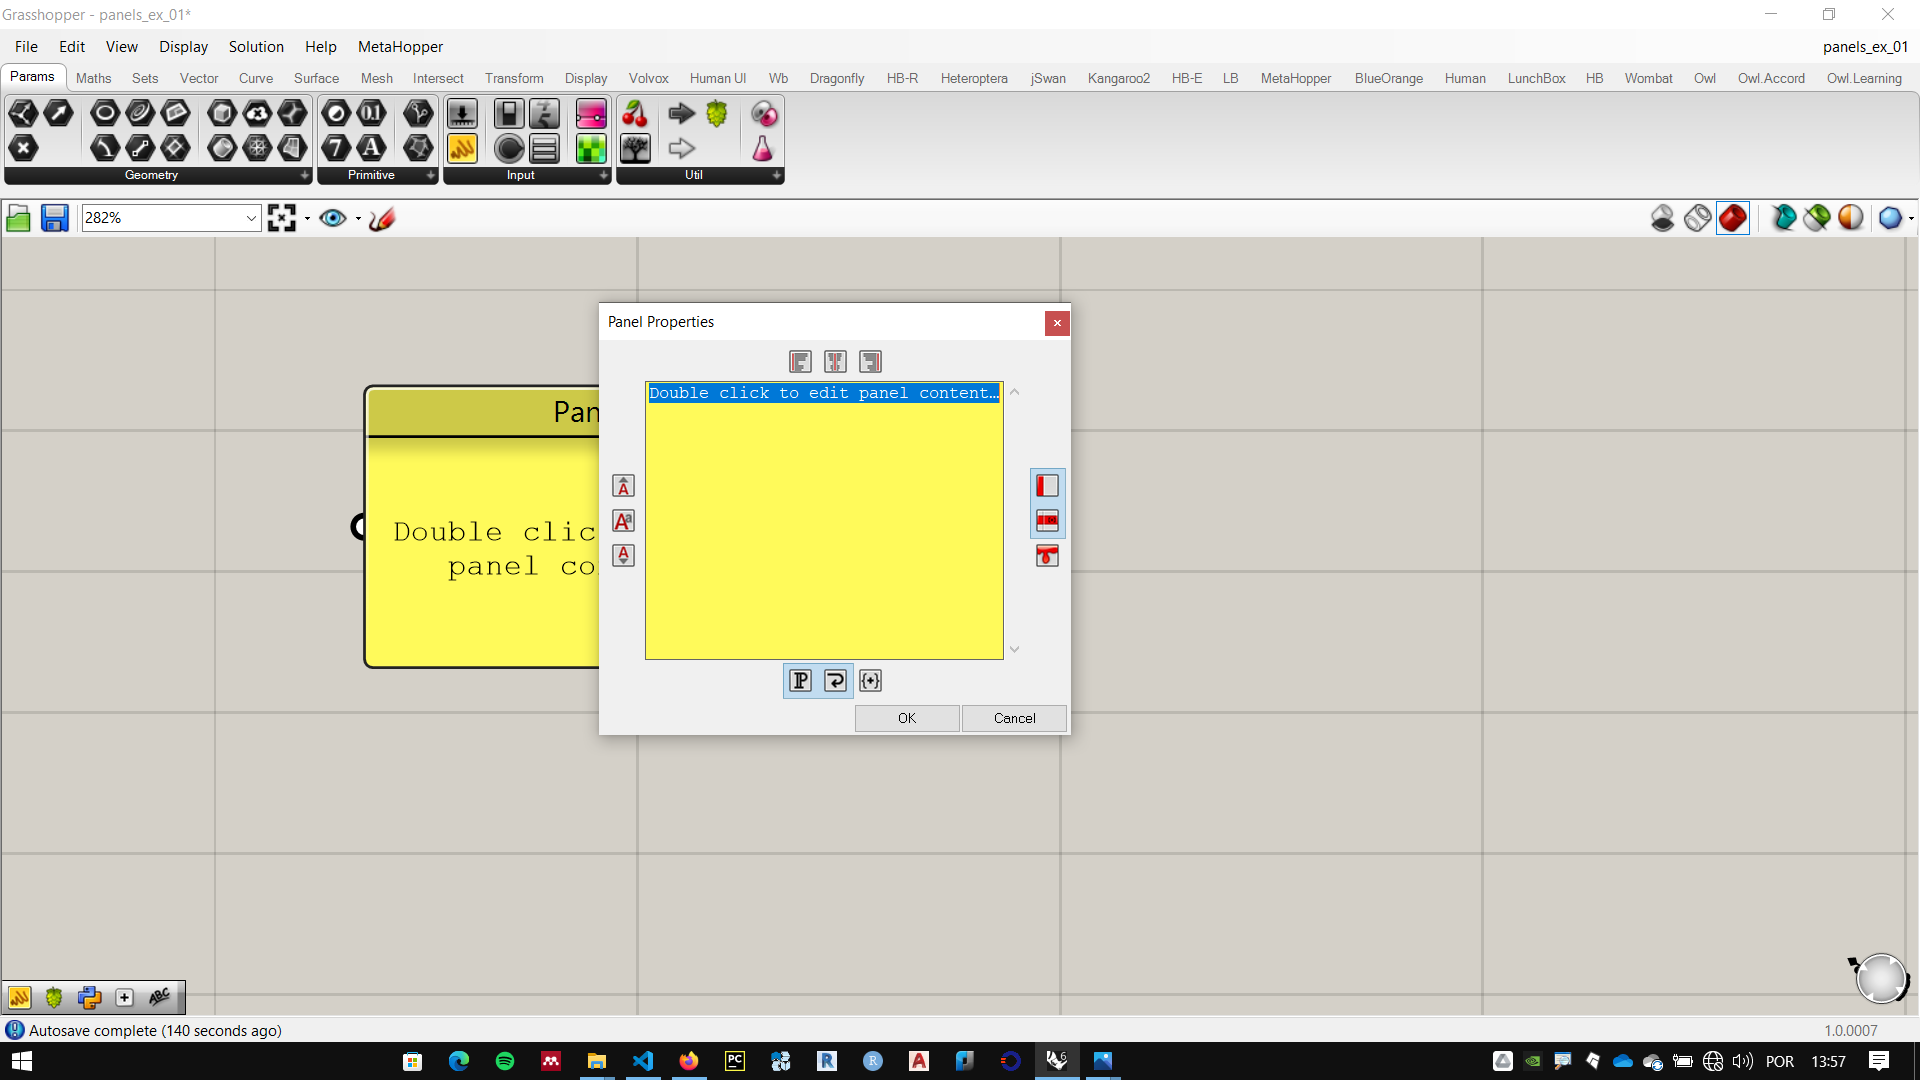 Grasshopper - panels_ex_01*
File Edit View Display Solution Help MetaHopper panels_ex_01
Params Maths Sets Vector Curve Surface Mesh Intersect Transform Display Volvox Human UI Wb Dragonfly HB-R Heteroptera jSwan Kangaroo2 HB-E LB MetaHopper BlueOrange Human LunchBox HB Wombat Owl Owl.Accord Owl.Learning
Geometry Primitive Input Util
282%
Panel Properties
Double click to edit panel content…
Pan
Double clic
panel co
OK Cancel
Autosave complete (140 seconds ago) 1.0.0007
POR 13:57